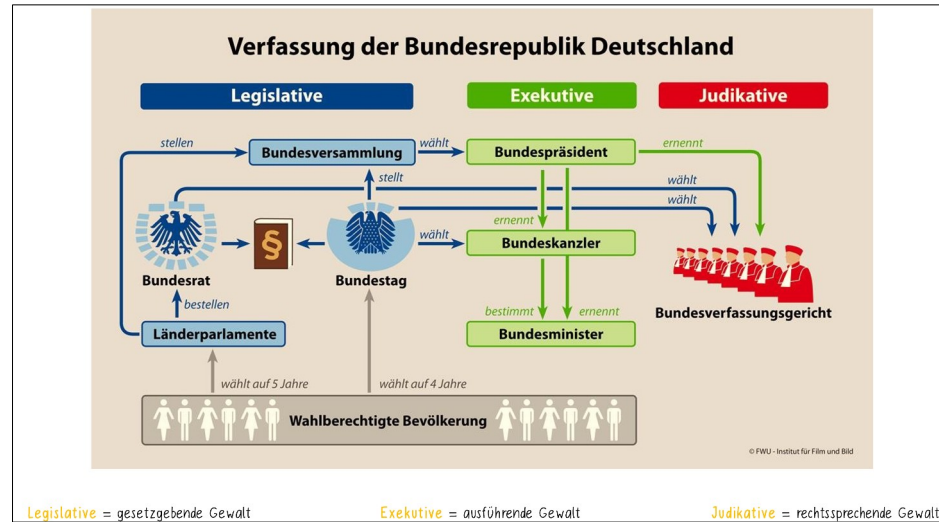 Verfassung der Bundesrepublik Deutschland
Legislative
Exekutive
Judikative
stellen
Bundesversammlung
wählt
Bundespräsident
ernennt
stellt
wählt
wählt
ernennt
§
wählt
Bundeskanzler
Bundesrat
Bundestag
bestellen
bestimmt
ernennt
Bundesverfassungsgericht
Länderparlamente
Bundesminister
wählt auf 5 Jahre
wählt auf 4 Jahre
Wahlberechtigte Bevölkerung
© FWU - Institut für Film und Bild
Legislative = gesetzgebende Gewalt
Exekutive = ausführende Gewalt
Judikative = rechtssprechende Gewalt